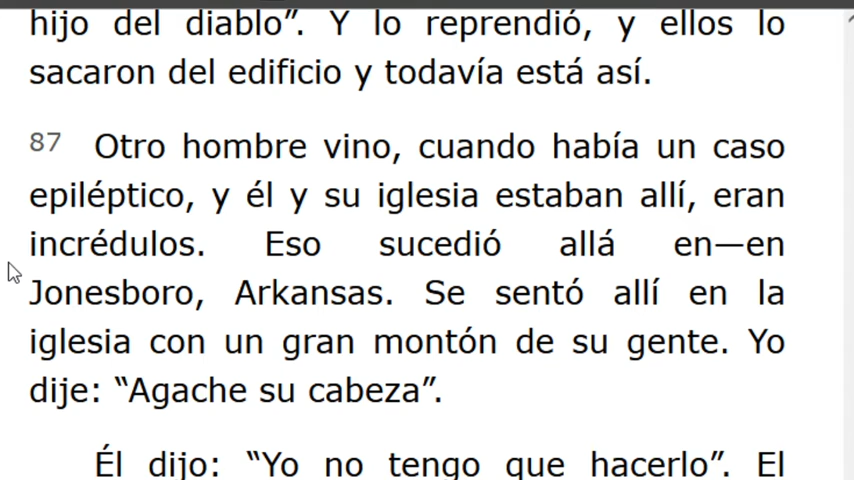 hijo del diablo”. Y lo reprendió, y ellos lo
sacaron del edificio y todavía está así.
87 Otro hombre vino, cuando había un caso
epiléptico, y él y su iglesia estaban allí, eran
incrédulos. Eso sucedió allá en—en
Jonesboro, Arkansas. Se sentó allí en la
iglesia con un gran montón de su gente. Yo
dije: “Agache su cabeza”.
Él dijo: “Yo no tengo que hacerlo”. El